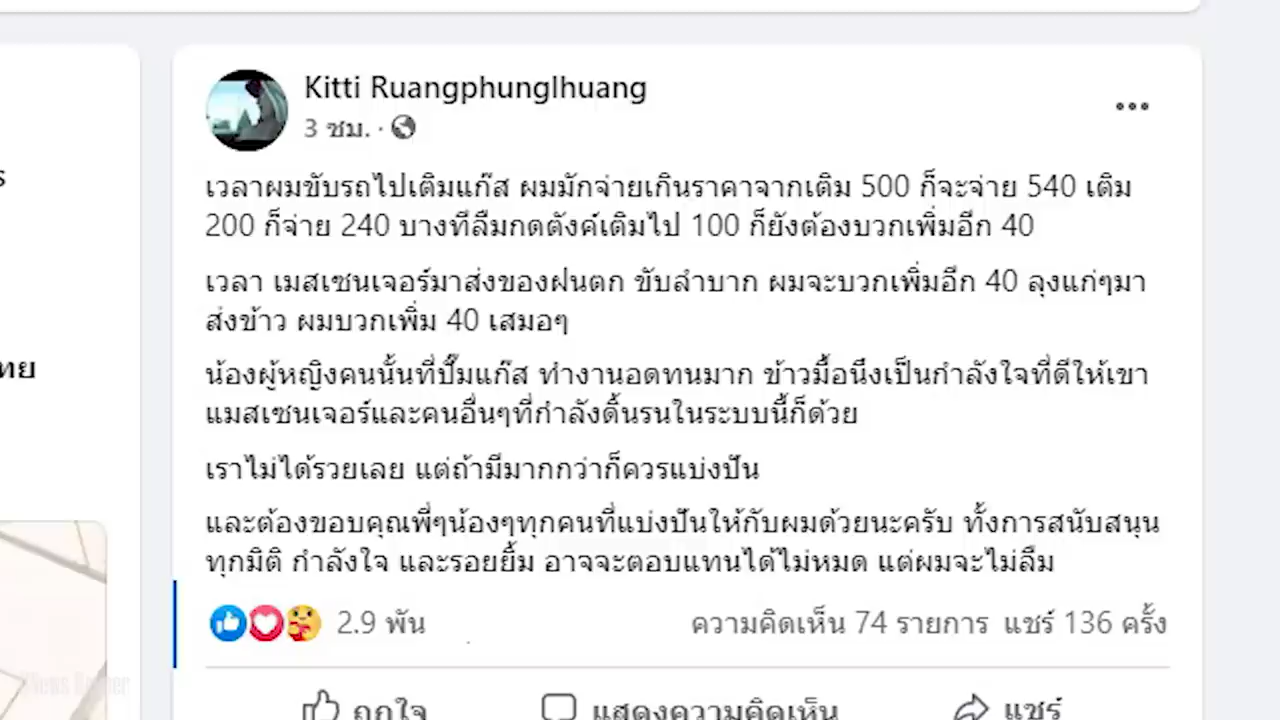 Kitti Ruangphunglhuang
3 ชม. ·
เวลาผมขับรถไปเติมแก๊ส ผมมักจ่ายเกินราคาจากเติม 500 ก็จะจ่าย 540 เติม
200 ก็จ่าย 240 บางทีลืมกดตังค์เติมไป 100 ก็ยังต้องบวกเพิ่มอีก 40
เวลา เมสเซนเจอร์มาส่งของฝนตก ขับลำบาก ผมจะบวกเพิ่มอีก 40 ลุงแก่ๆมา
ส่งข้าว ผมบวกเพิ่ม 40 เสมอๆ
ทย
น้องผู้หญิงคนนั้นที่ปั๊มแก๊ส ทำงานอดทนมาก ข้าวมื้อนึงเป็นกำลังใจที่ดีให้เขา
แมสเซนเจอร์และคนอื่นๆที่กำลังดิ้นรนในระบบนี้ก็ด้วย
เราไม่ได้รวยเลย แต่ถ้ามีมากกว่าก็ควรแบ่งปัน
และต้องขอบคุณพี่ๆน้องๆทุกคนที่แบ่งปันให้กับผมด้วยนะครับ ทั้งการสนับสนุน
ทุกมิติ กำลังใจ และรอยยิ้ม อาจจะตอบแทนได้ไม่หมด แต่ผมจะไม่ลืม
2.9 พัน ความคิดเห็น 74 รายการ แชร์ 136 ครั้ง
ถูกใจ แสดงความคิดเห็น แชร์